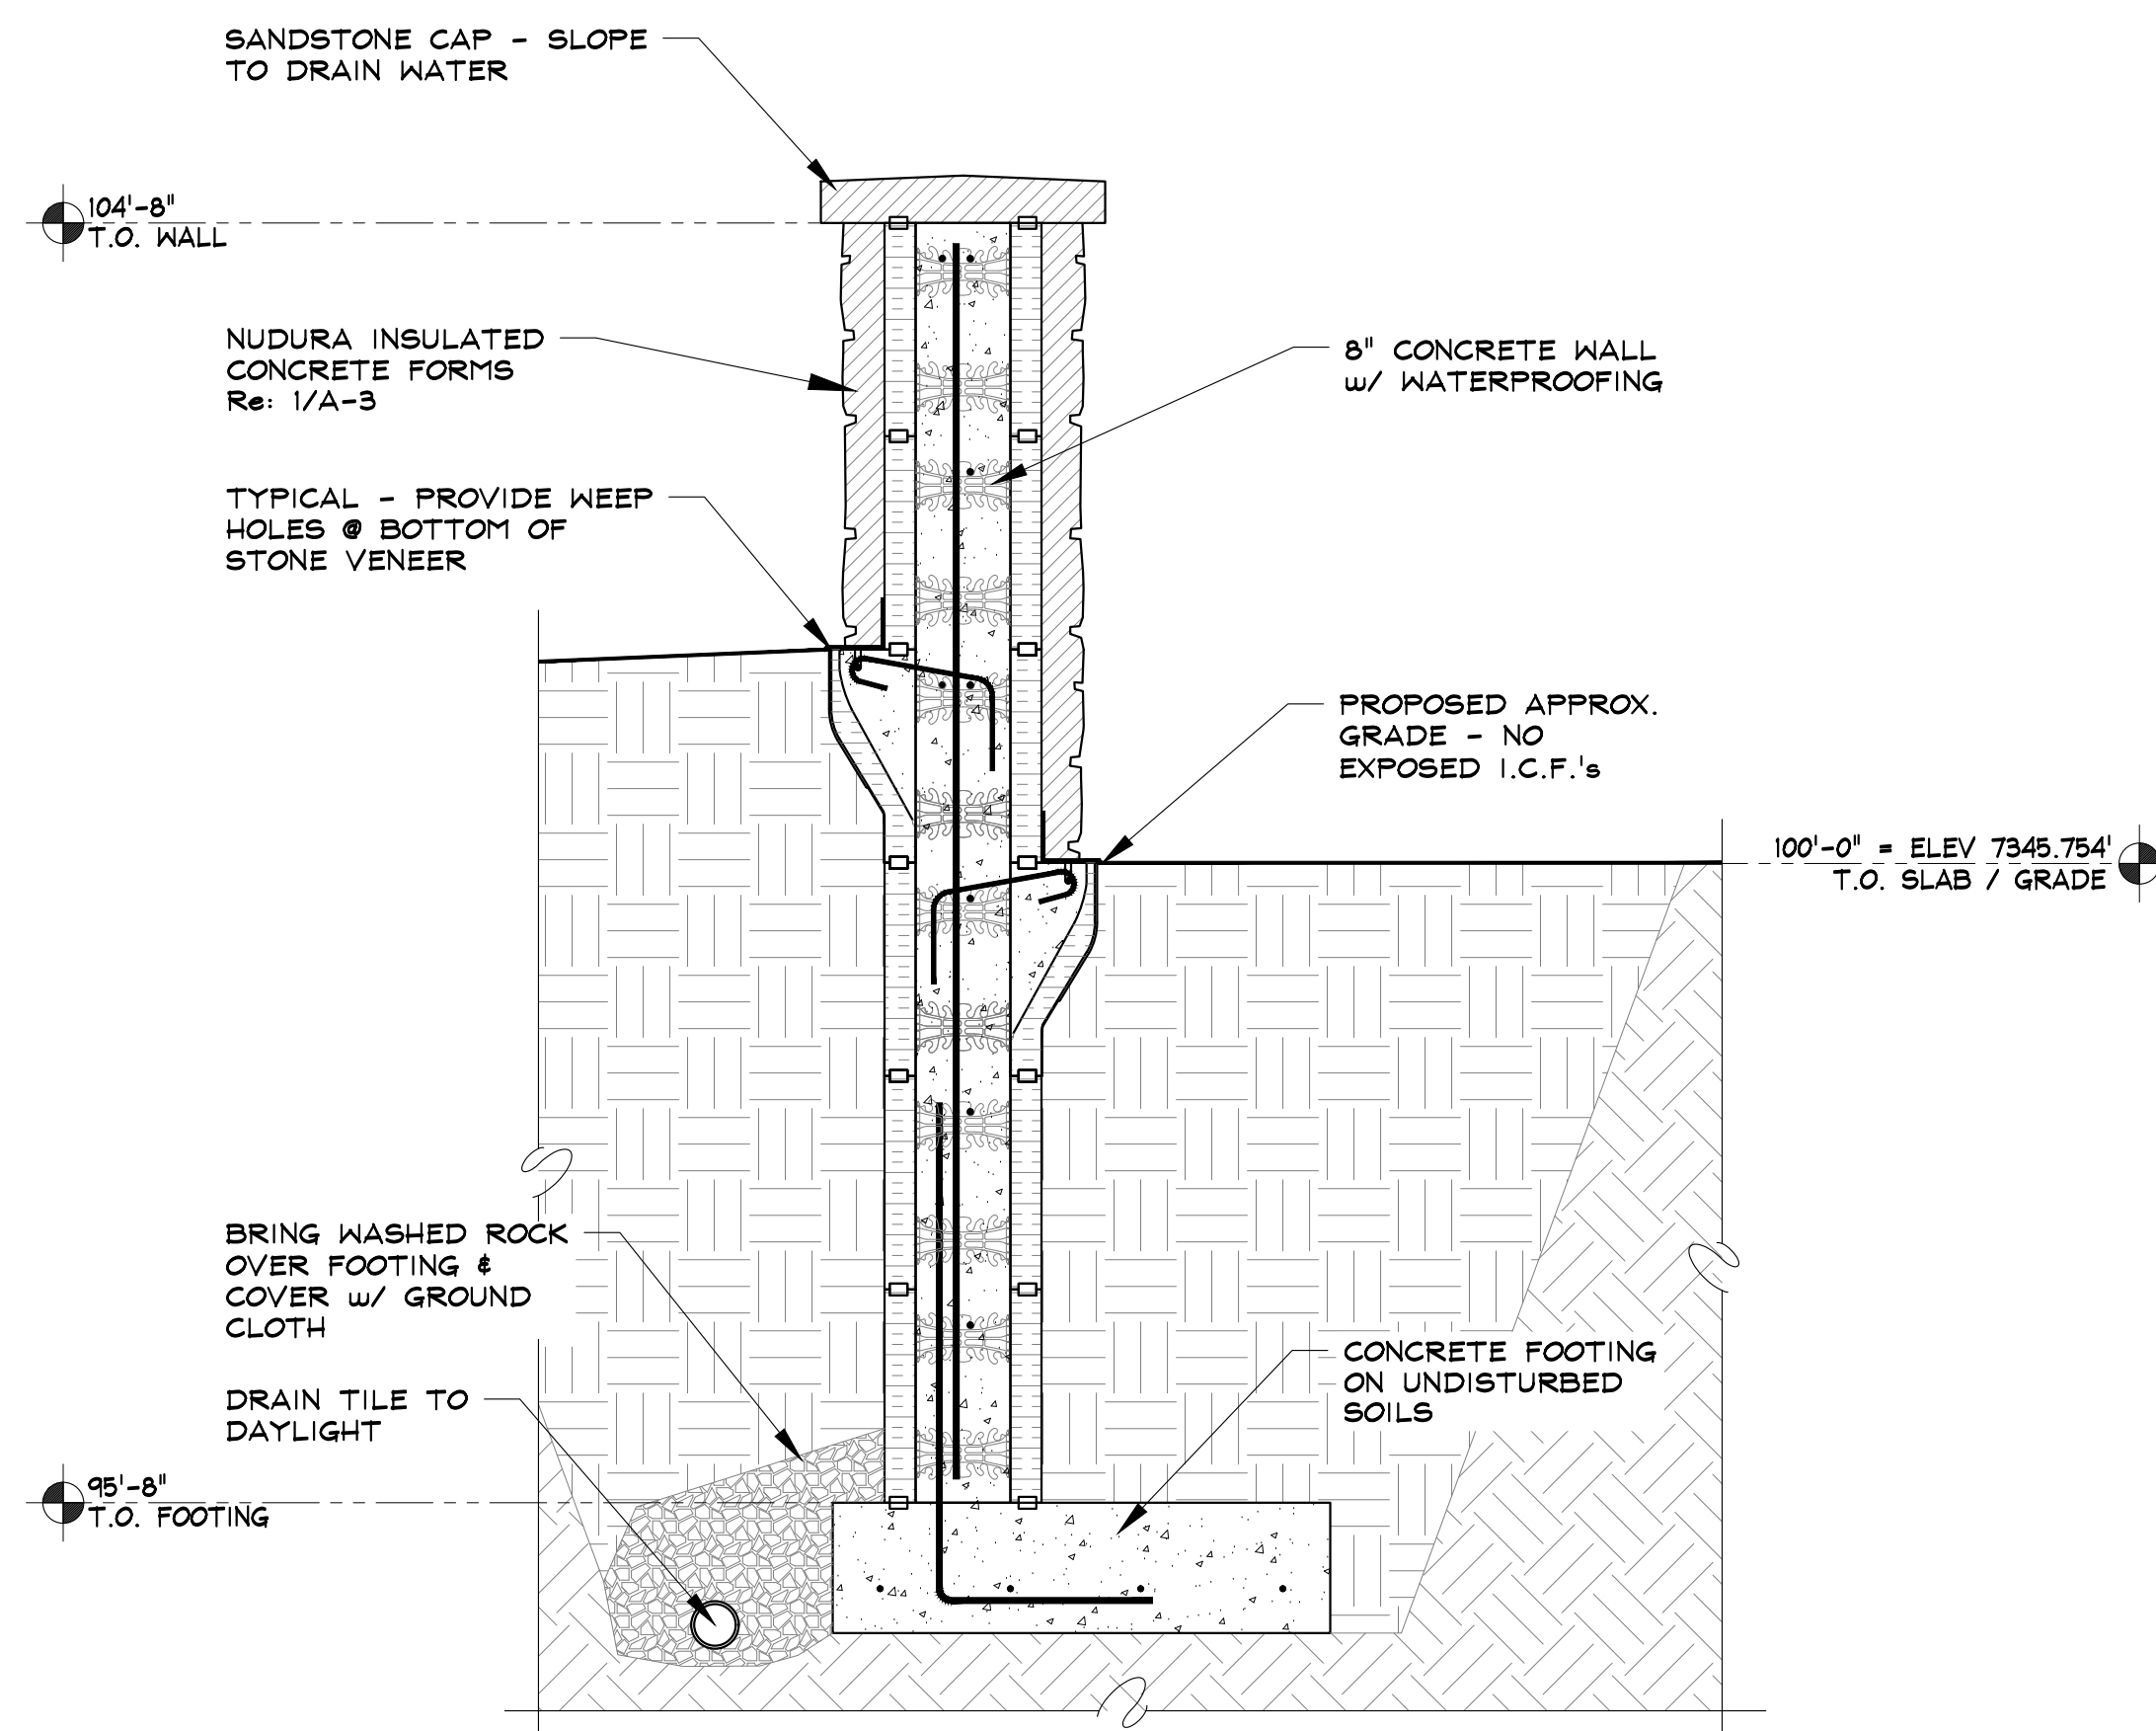 SANDSTONE CAP - SLOPE
TO DRAIN WATER
104'-8"
T.O. WALL
NUDURA INSULATED
CONCRETE FORMS
Re: 1/A-3
8" CONCRETE WALL
w/ WATERPROOFING
TYPICAL - PROVIDE WEEP
HOLES @ BOTTOM OF
STONE VENEER
PROPOSED APPROX.
GRADE - NO
EXPOSED I.C.F.'s
100'-0" = ELEV 7345.754'
T.O. SLAB / GRADE
BRING WASHED ROCK
OVER FOOTING &
COVER w/ GROUND
CLOTH
CONCRETE FOOTING
ON UNDISTURBED
SOILS
DRAIN TILE TO
DAYLIGHT
95'-8"
T.O. FOOTING